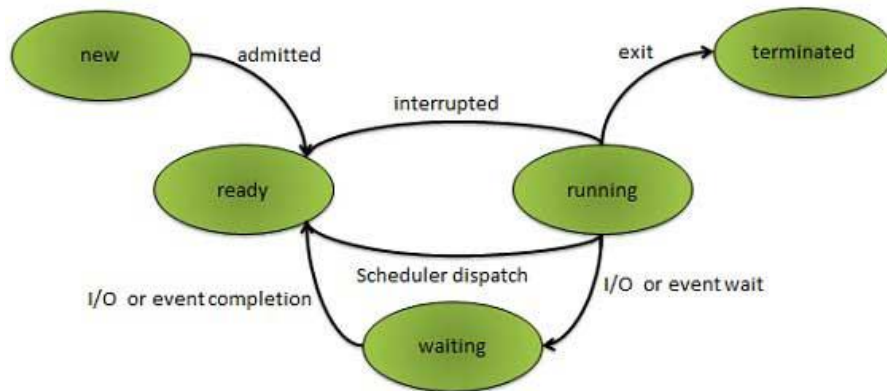 new
admitted
exit
terminated
interrupted
ready
running
Scheduler dispatch
I/O or event completion
I/O or event wait
waiting